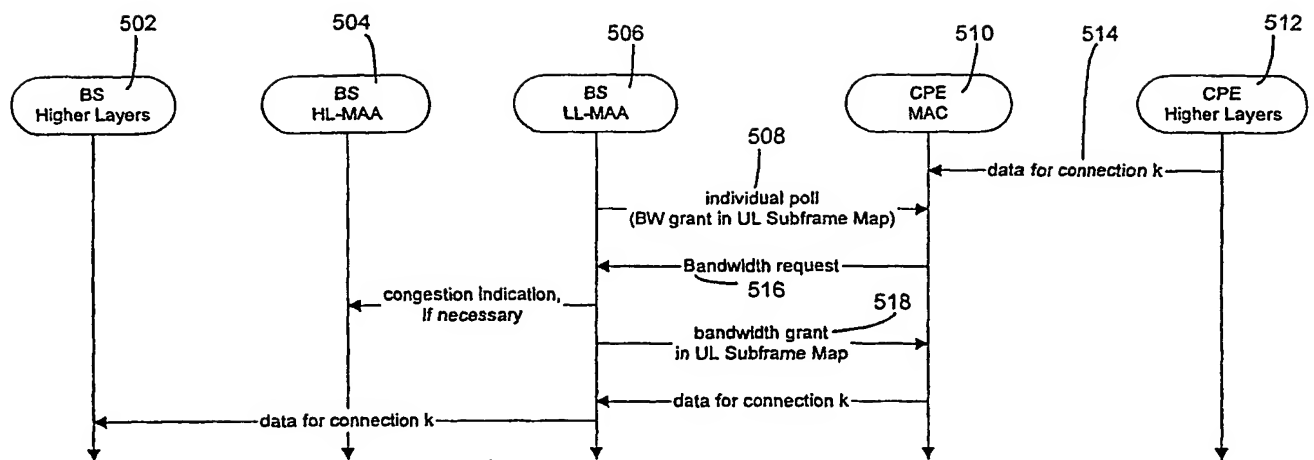 502
504
506
510
514
512
BS
Higher Layers
BS
HL-MAA
BS
LL-MAA
CPE
MAC
CPE
Higher Layers
508
data for connection k
individual poll
(BW grant in UL Subframe Map)
Bandwidth request
516
congestion indication,
if necessary
518
bandwidth grant
in UL Subframe Map
data for connection k
data for connection k